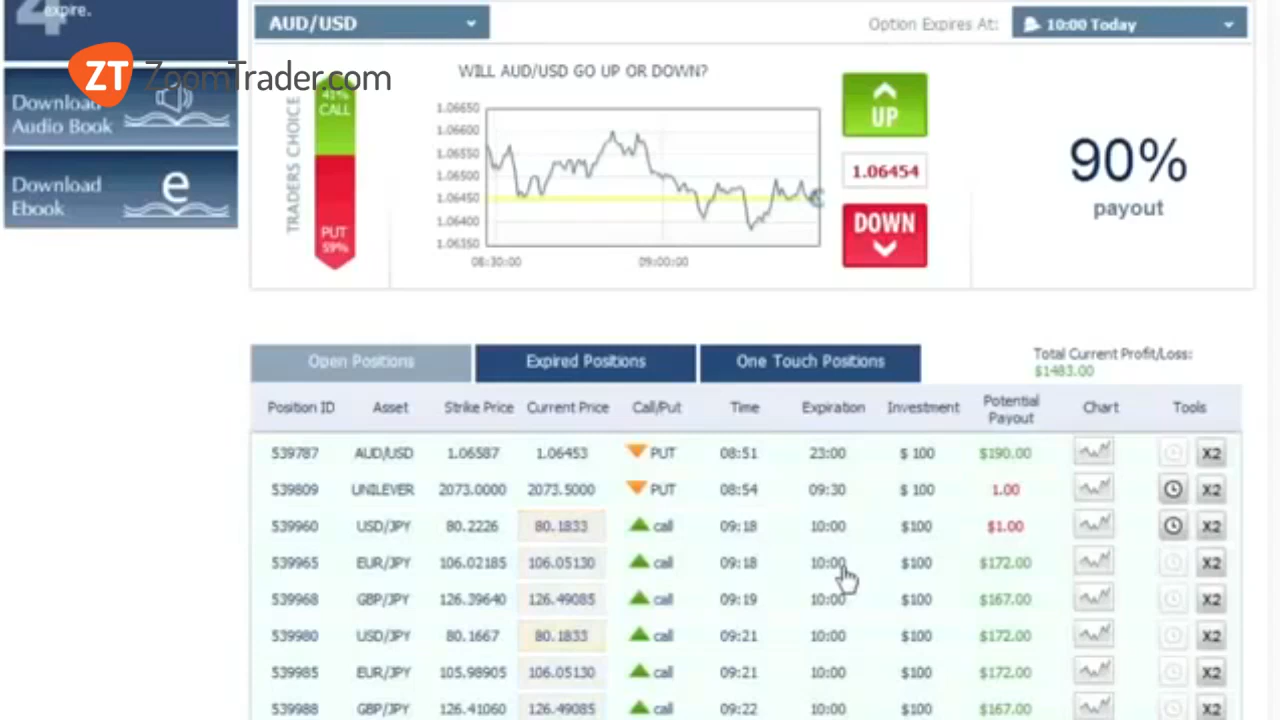 4
expire.
ZT ZoomTrader.com
Download
Audio Book
Download
Ebook
e
AUD/USD
Option Expires At:
10:00 Today
WILL AUD/USD GO UP OR DOWN?
TRADERS CHOICE
41%
CALL
PUT
59%
1.06650
1.06600
1.06550
1.06500
1.06450
1.06400
1.06350
08:30:00
09:00:00
UP
1.06454
DOWN
90%
payout
Open Positions
Expired Positions
One Touch Positions
Total Current Profit/Loss:
$1483.00
Position ID Asset Strike Price Current Price Call/Put Time Expiration Investment Potential Payout Chart Tools
539787 AUD/USD 1.06587 1.06453 PUT 08:51 23:00 $ 100 $190.00 X2
539809 UNILEVER 2073.0000 2073.5000 PUT 08:54 09:30 $ 100 1.00 X2
539960 USD/JPY 80.2226 80.1833 call 09:18 10:00 $100 $1.00 X2
539965 EUR/JPY 106.02185 106.05130 call 09:18 10:00 $100 $172.00 X2
539968 GBP/JPY 126.39640 126.49085 call 09:19 10:00 $100 $167.00 X2
539980 USD/JPY 80.1667 80.1833 call 09:21 10:00 $100 $172.00 X2
539985 EUR/JPY 105.98905 106.05130 call 09:21 10:00 $100 $172.00 X2
539988 GBP/JPY 126.41060 126.49085 call 09:22 10:00 $100 $167.00 X2